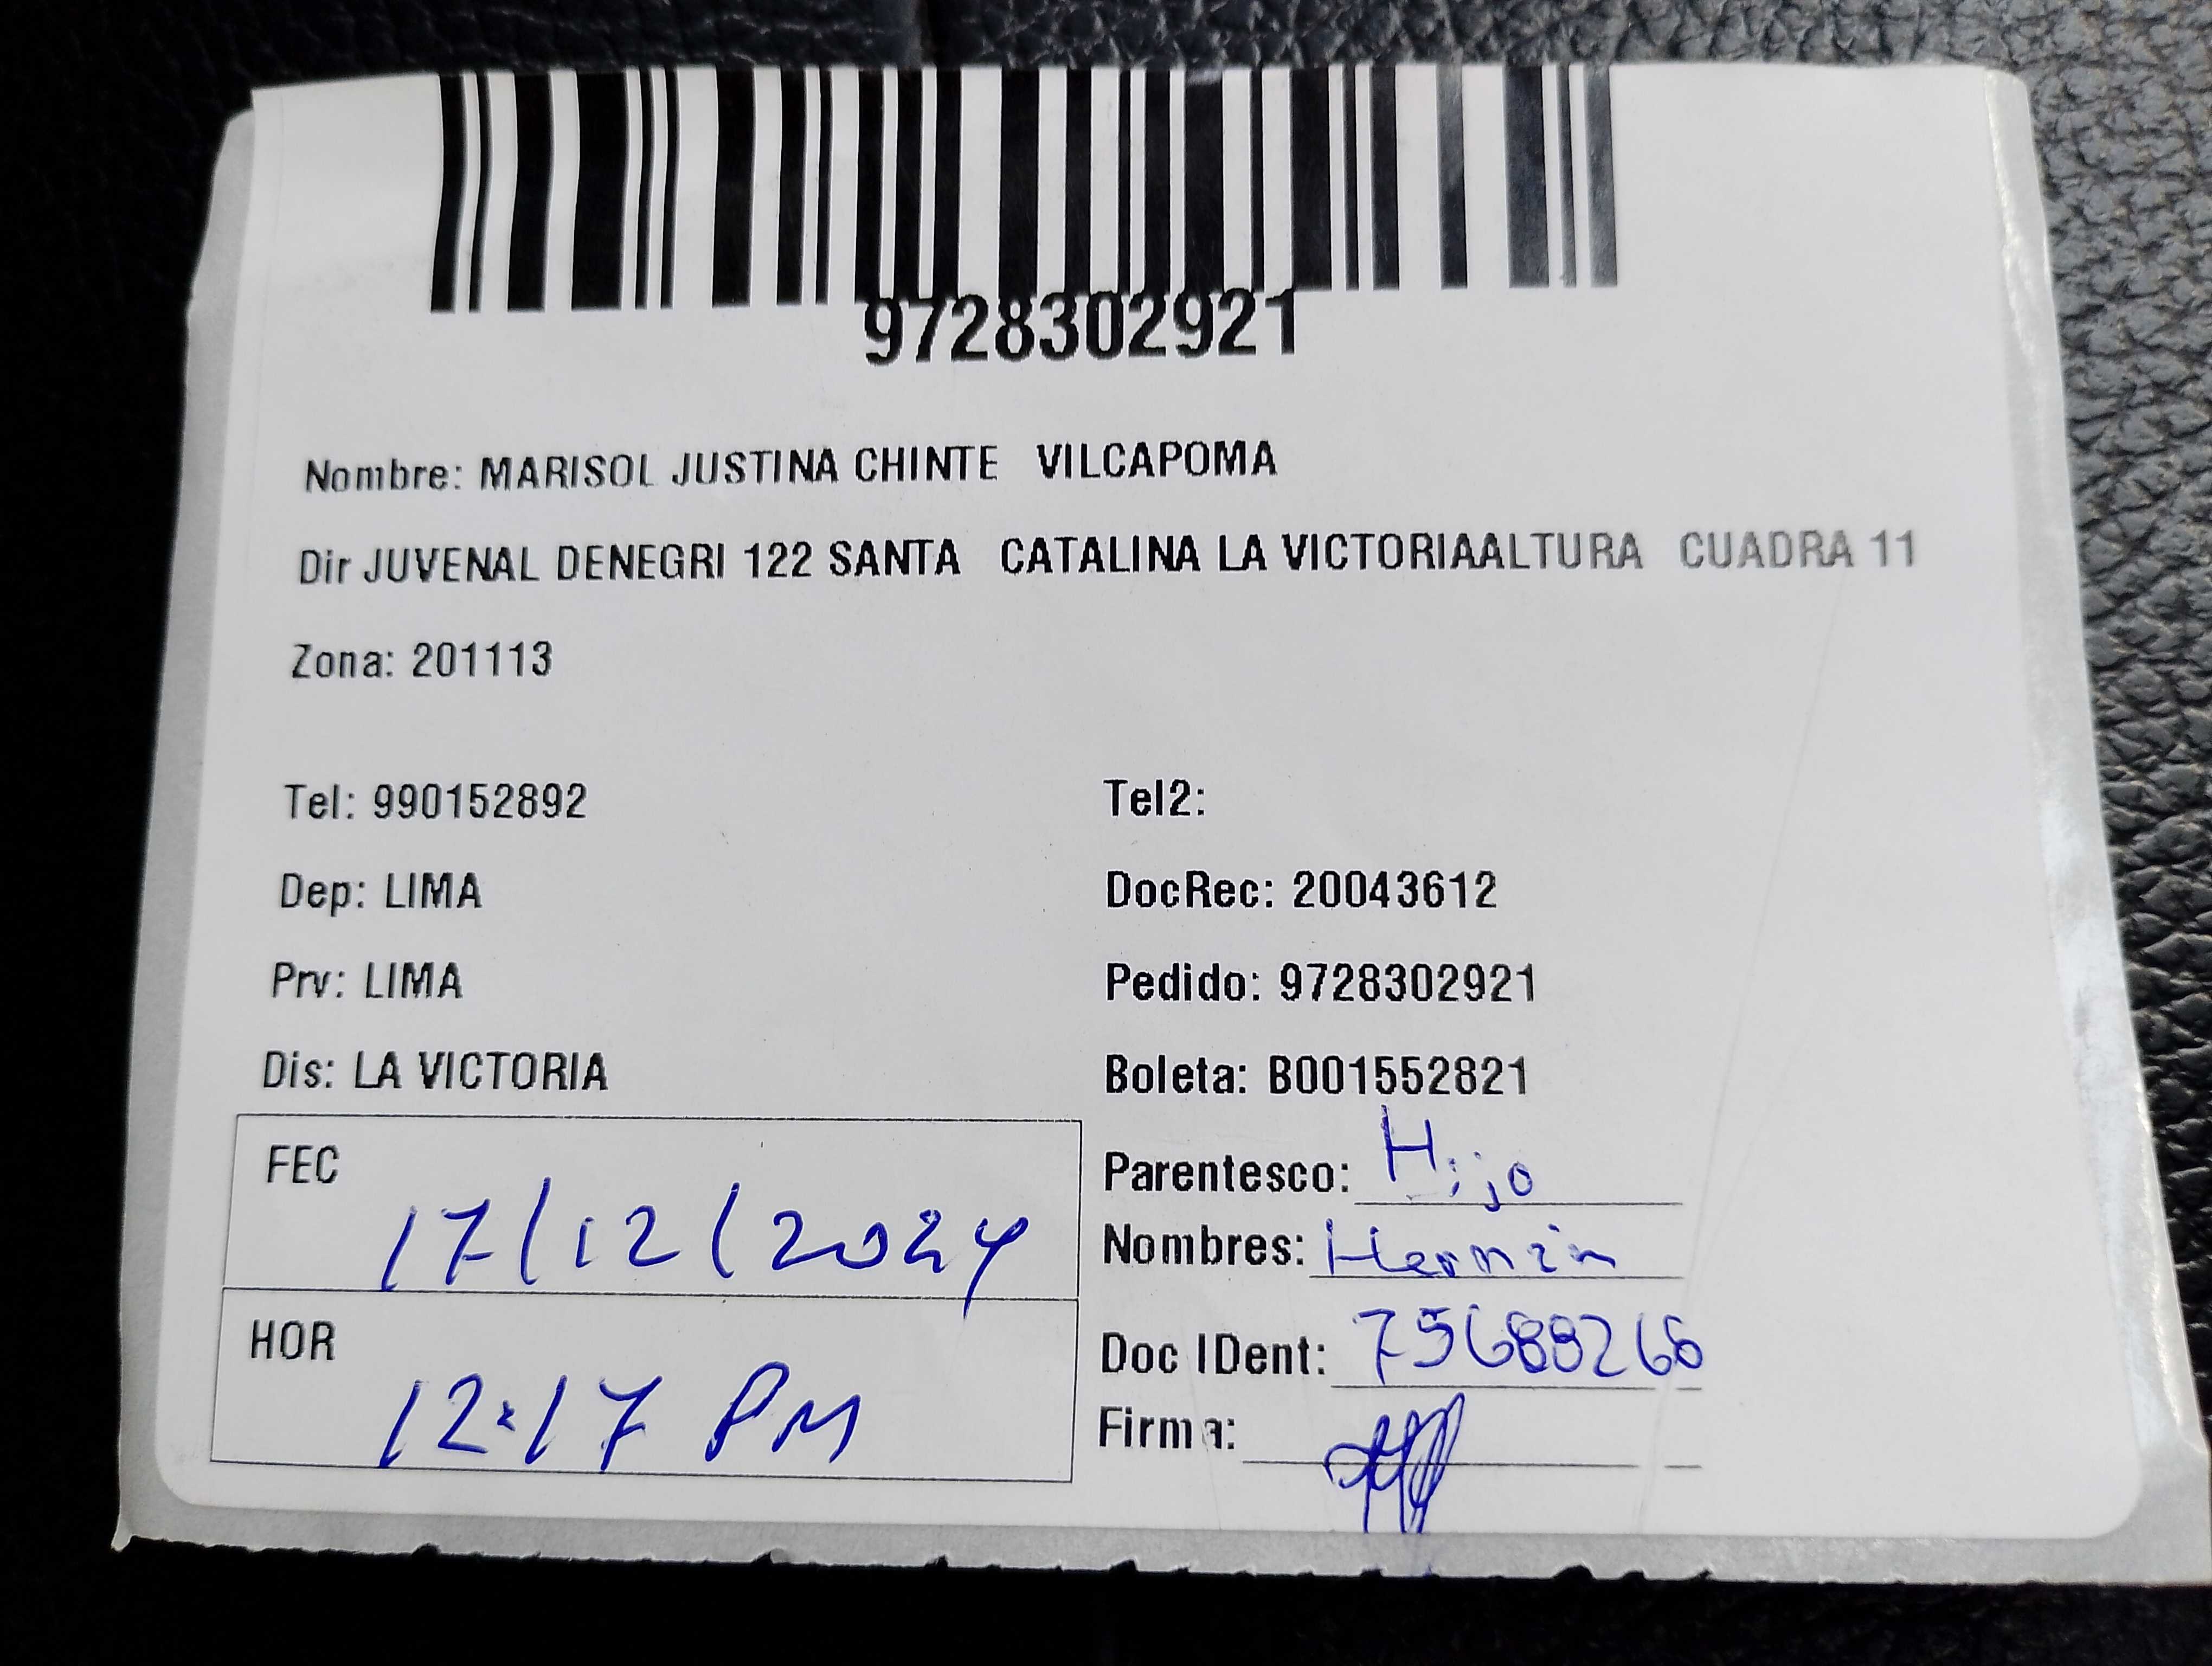 9728302921
Nombre: MARISOL JUSTINA CHINTE VILCAPOMA
Dir JUVENAL DENEGRI 122 SANTA CATALINA LA VICTORIAALTURA CUADRA 11
Zona: 201113
Tel: 990152892
Tel2:
Dep: LIMA
DocRec: 20043612
Prv: LIMA
Pedido: 9728302921
Dis: LA VICTORIA
Boleta: B001552821
FEC 17/12/2024
Parentesco: Hijo
Nombres: Hernán
HOR 12:17 PM
Doc IDent:
Firma: